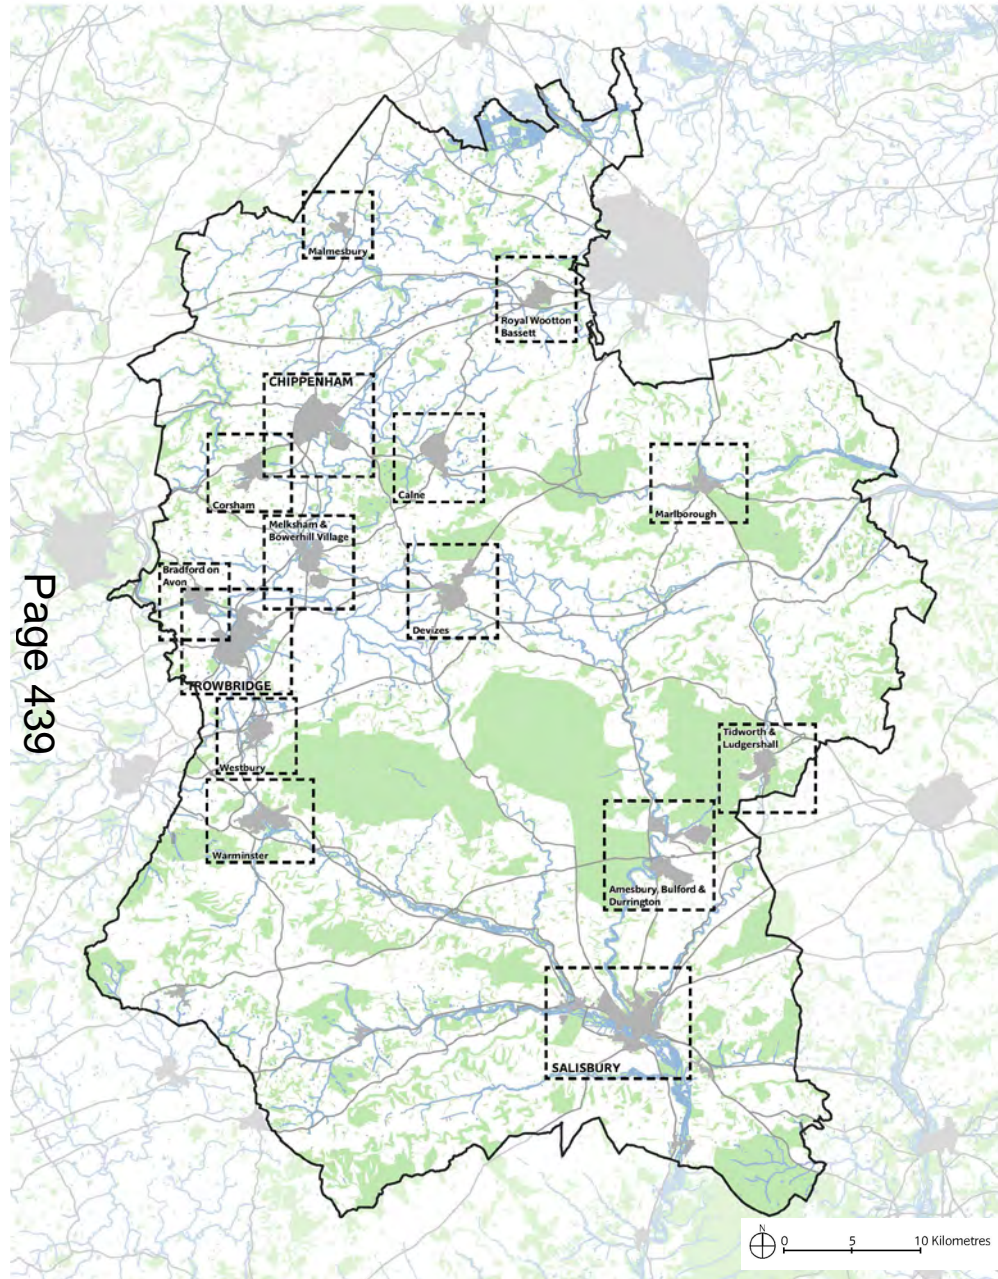 Malmesbury
Royal Wootton
Bassett
CHIPPENHAM
Calne
Corsham
Marlborough
Melksham &
Bowerhill Village
Bradford on
Avon
Devizes
TROWBRIDGE
Page 439
Westbury
Tidworth &
Ludgershall
Warminster
Amesbury, Bulford &
Durrington
SALISBURY
N
0 5 10 Kilometres